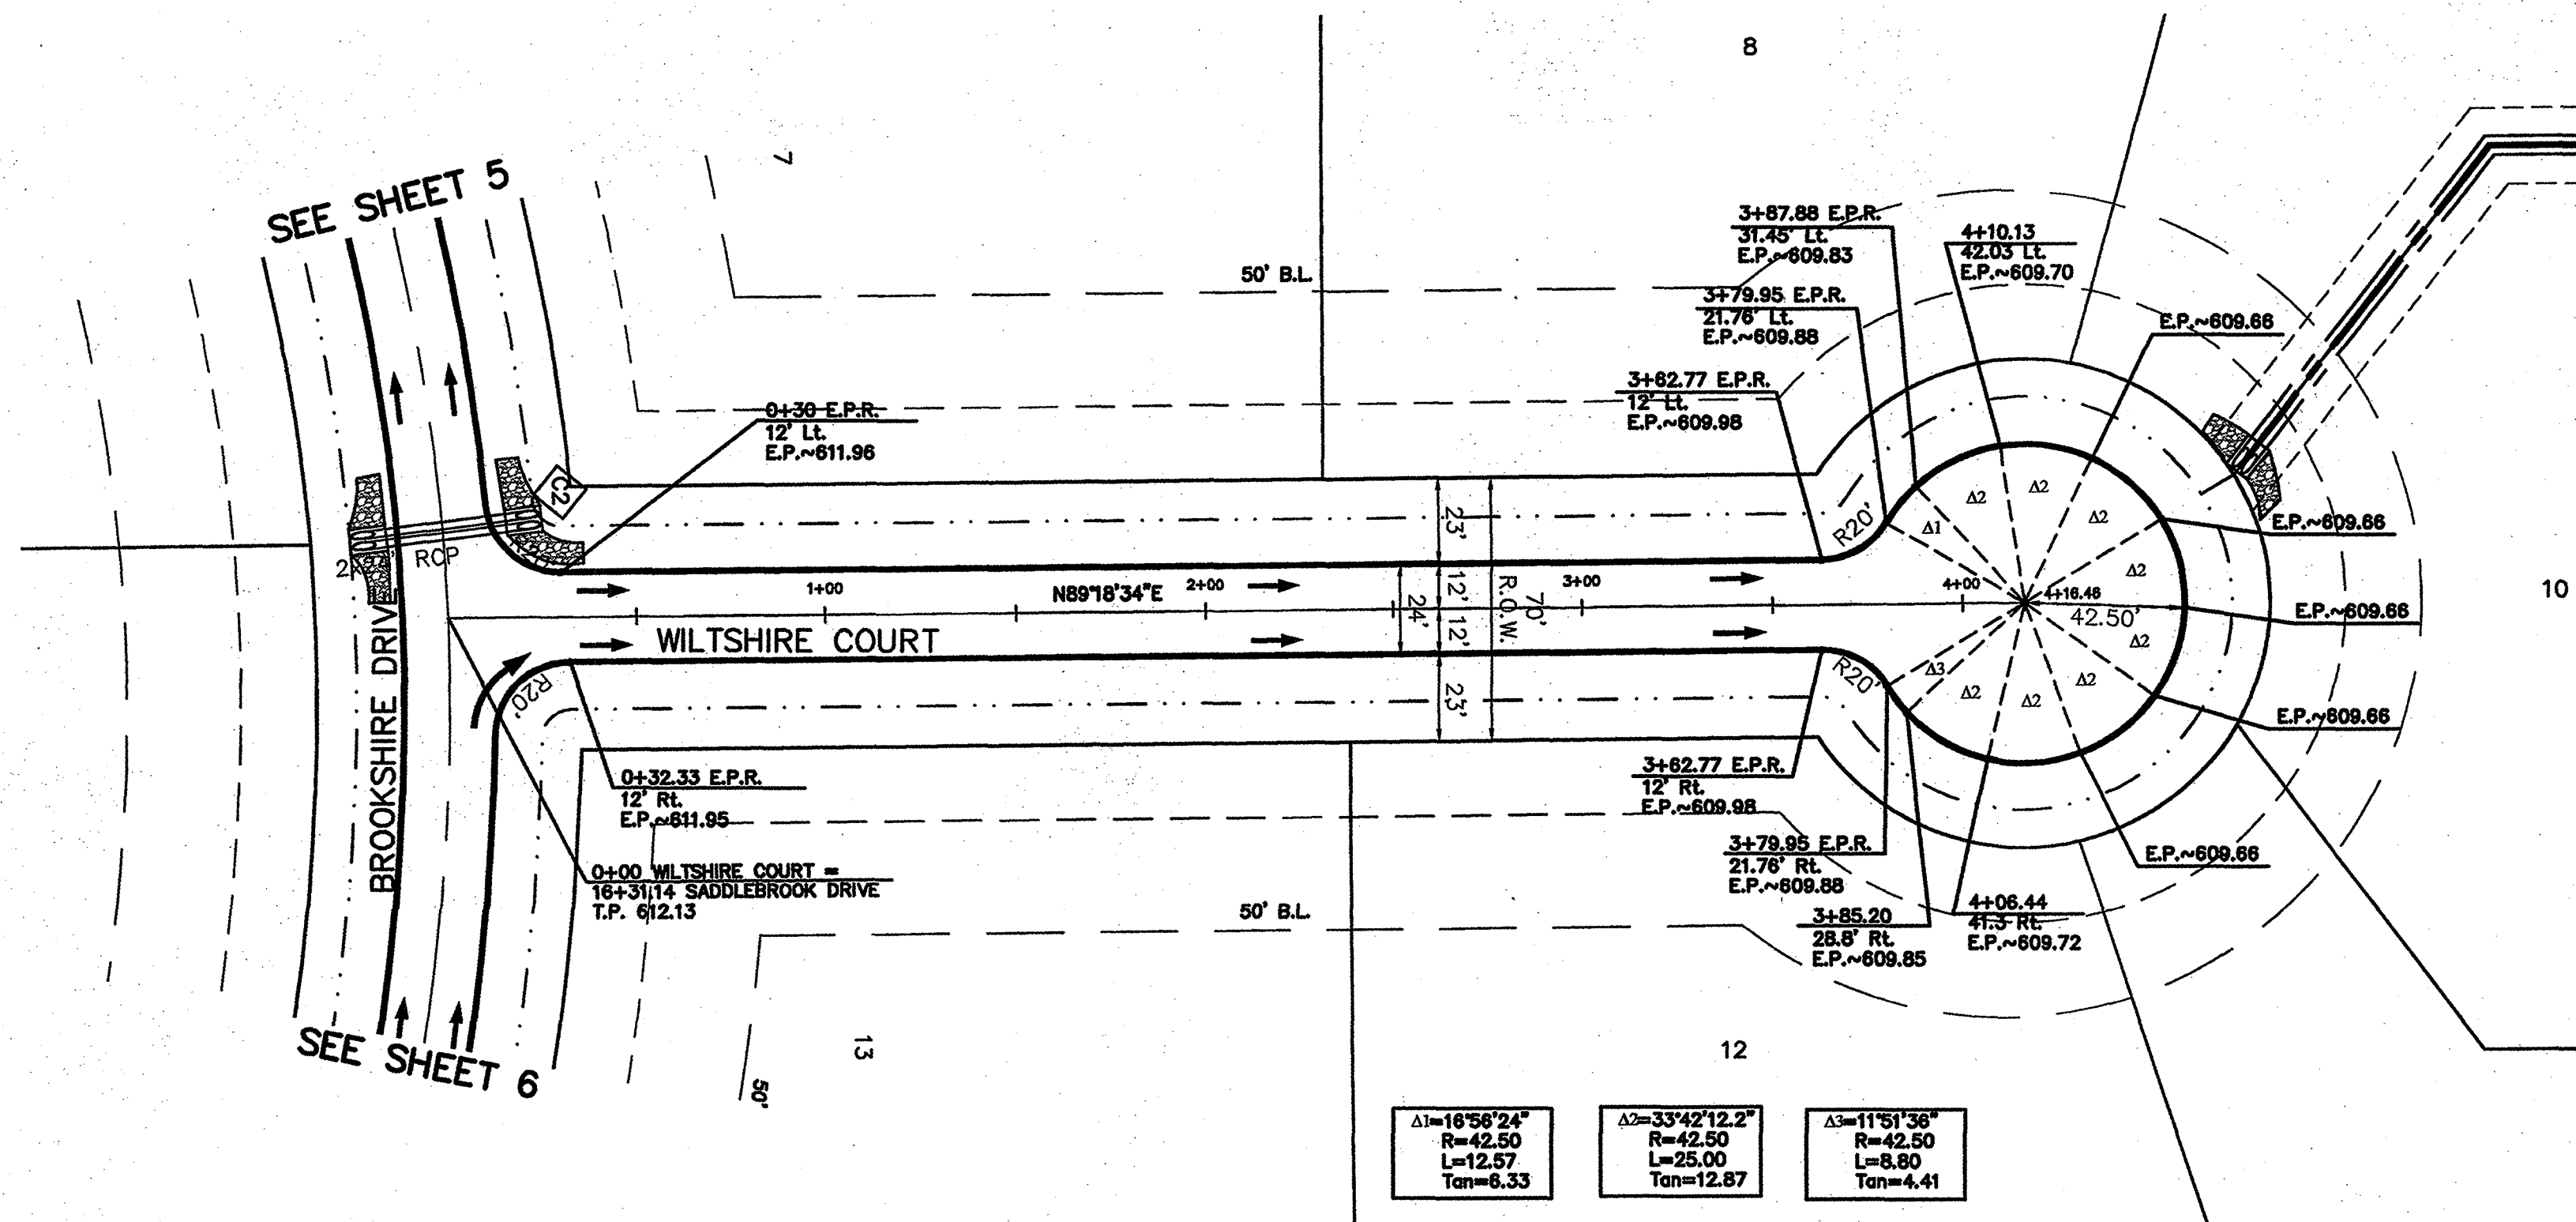 8
7
SEE SHEET 5
3+87.88 E.P.R.
31.45' Lt.
E.P.~609.83
4+10.13
42.03 Lt.
E.P.~609.70
50' B.L.
3+79.95 E.P.R.
21.76' Lt.
E.P.~609.88
E.P.~609.66
3+62.77 E.P.R.
12' Lt.
E.P.~609.98
0+30 E.P.R.
12' Lt.
E.P.~611.96
C2
RCP
R20'
Δ1
Δ2
Δ2
Δ2
Δ2
Δ2
Δ2
Δ2
Δ2
Δ3
E.P.~609.66
E.P.~609.66
E.P.~609.66
E.P.~609.66
23'
12'
12'
23'
24'
R.O.W.
70'
1+00
N89°18'34"E
2+00
3+00
4+00
4+16.46
42.50'
10
WILTSHIRE COURT
BROOKSHIRE DRIVE
R20'
R20'
0+32.33 E.P.R.
12' Rt.
E.P.~611.95
0+00 WILTSHIRE COURT =
16+31.14 SADDLEBROOK DRIVE
T.P. 612.13
3+62.77 E.P.R.
12' Rt.
E.P.~609.98
3+79.95 E.P.R.
21.76' Rt.
E.P.~609.88
3+85.20
28.8' Rt.
E.P.~609.85
4+06.44
41.3 Rt.
E.P.~609.72
50' B.L.
SEE SHEET 6
13
50'
12
Δ1=16°56'24"
R=42.50
L=12.57
Tan=6.33
Δ2=33°42'12.2"
R=42.50
L=25.00
Tan=12.87
Δ3=11°51'36"
R=42.50
L=8.80
Tan=4.41